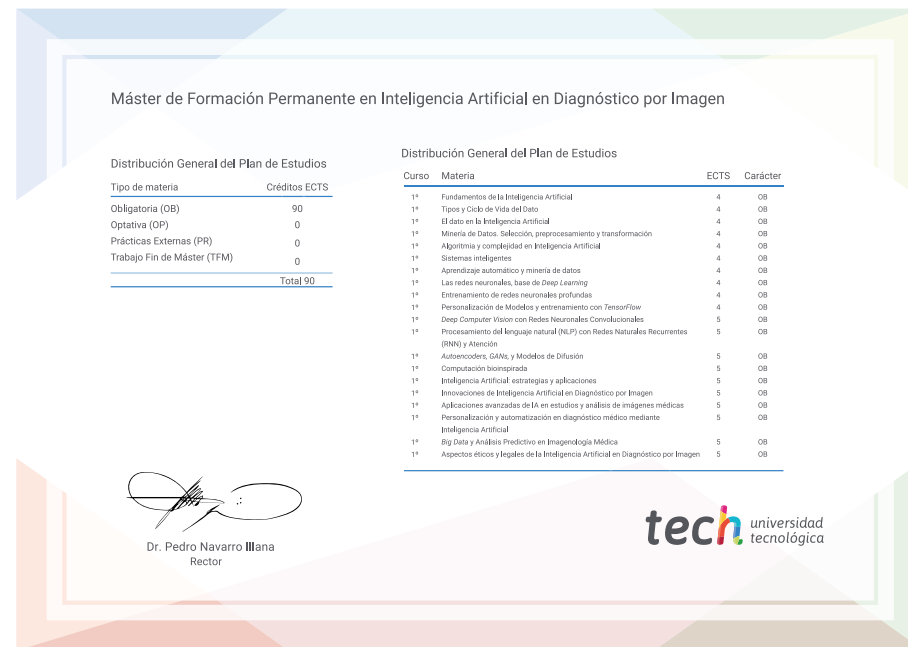 Máster de Formación Permanente en Inteligencia Artificial en Diagnóstico por Imagen
Distribución General del Plan de Estudios
Tipo de materia Créditos ECTS
Obligatoria (OB) 90
Optativa (OP) 0
Prácticas Externas (PR) 0
Trabajo Fin de Máster (TFM) 0
Total 90
Distribución General del Plan de Estudios
Curso Materia ECTS Carácter
1º Fundamentos de la Inteligencia Artificial 4 OB
1º Tipos y Ciclo de Vida del Dato 4 OB
1º El dato en la Inteligencia Artificial 4 OB
1º Minería de Datos. Selección, preprocesamiento y transformación 4 OB
1º Algoritmia y complejidad en Inteligencia Artificial 4 OB
1º Sistemas inteligentes 4 OB
1º Aprendizaje automático y minería de datos 4 OB
1º Las redes neuronales, base de Deep Learning 4 OB
1º Entrenamiento de redes neuronales profundas 4 OB
1º Personalización de Modelos y entrenamiento con TensorFlow 4 OB
1º Deep Computer Vision con Redes Neuronales Convolucionales 5 OB
1º Procesamiento del lenguaje natural (NLP) con Redes Naturales Recurrentes 5 OB
(RNN) y Atención
1º Autoencoders, GANs, y Modelos de Difusión 5 OB
1º Computación bioinspirada 5 OB
1º Inteligencia Artificial: estrategias y aplicaciones 5 OB
1º Innovaciones de Inteligencia Artificial en Diagnóstico por Imagen 5 OB
1º Aplicaciones avanzadas de IA en estudios y análisis de imágenes médicas 5 OB
1º Personalización y automatización en diagnóstico médico mediante 5 OB
Inteligencia Artificial
1º Big Data y Análisis Predictivo en Imagenología Médica 5 OB
1º Aspectos éticos y legales de la Inteligencia Artificial en Diagnóstico por Imagen 5 OB
Dr. Pedro Navarro Illana
Rector
tech universidad
tecnológica